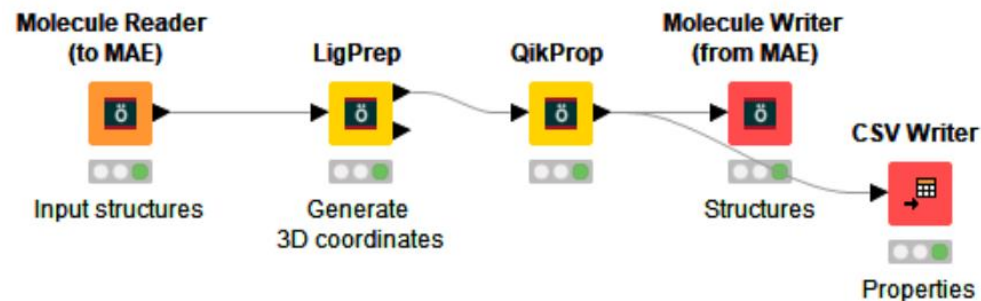 Molecule Reader
(to MAE)
LigPrep
QikProp
Molecule Writer
(from MAE)
CSV Writer
ö
ö
ö
ö
Input structures
Generate
3D coordinates
Structures
Properties